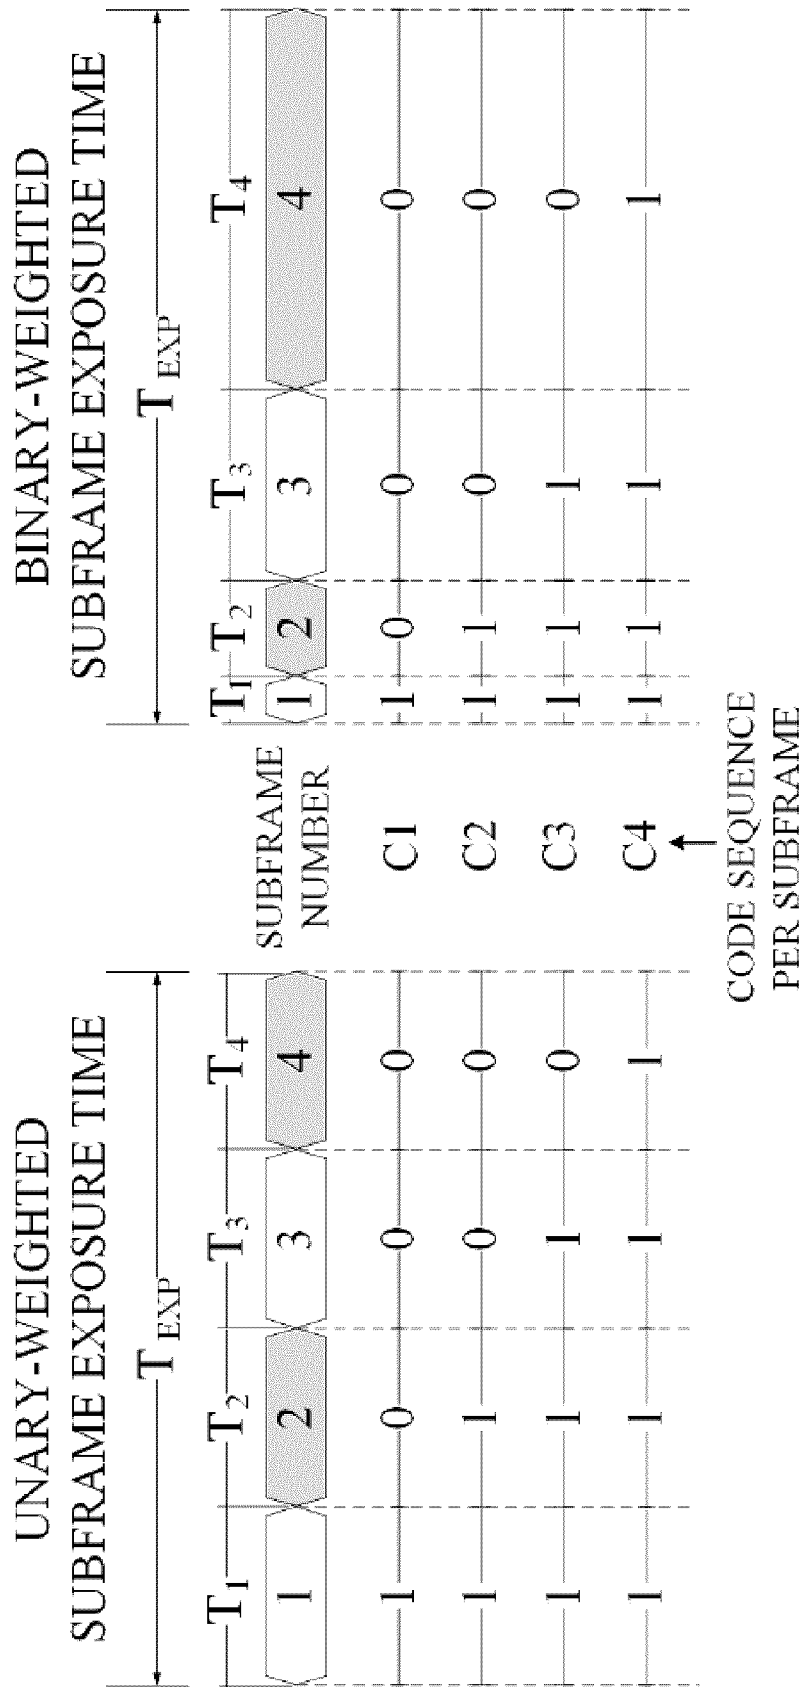 UNARY-WEIGHTED
SUBFRAME EXPOSURE TIME
T EXP
T1 T2 T3 T4
1 2 3 4
1 0 0 0
1 1 0 0
1 1 1 0
1 1 1 1
SUBFRAME
NUMBER
C1
C2
C3
C4
CODE SEQUENCE
PER SUBFRAME
BINARY-WEIGHTED
SUBFRAME EXPOSURE TIME
T EXP
T1 T2 T3 T4
1 2 3 4
1 0 0 0
1 1 0 0
1 1 1 0
1 1 1 1